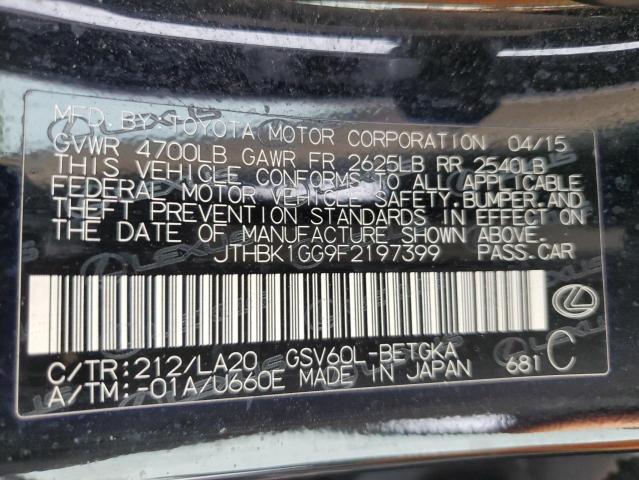 MFD. BY: TOYOTA MOTOR CORPORATION 04/15
GVWR 4700LB GAWR FR 2625LB RR 2540LB
THIS VEHICLE CONFORMS TO ALL APPLICABLE
FEDERAL MOTOR VEHICLE SAFETY, BUMPER, AND
THEFT PREVENTION STANDARDS IN EFFECT ON
THE DATE OF MANUFACTURE SHOWN ABOVE.
JTHBK1GG9F2197399 PASS.CAR
C/TR:212/LA20 GSV60L-BETGKA
A/TM:-01A/U660E MADE IN JAPAN 681 C